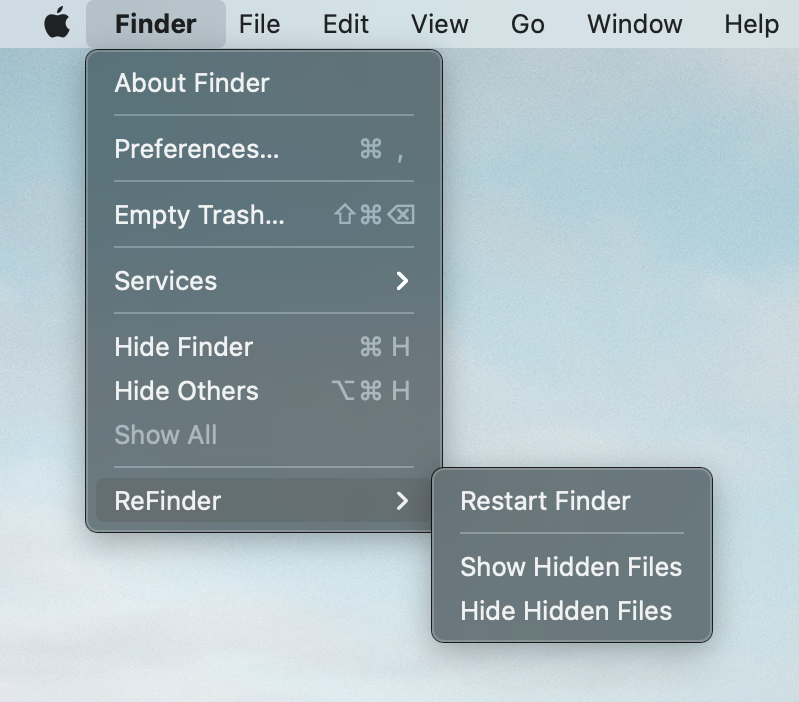 Finder File Edit View Go Window Help
About Finder
Preferences... ⌘ ,
Empty Trash... ⇧⌘⌫
Services
Hide Finder ⌘ H
Hide Others ⌥⌘ H
Show All
ReFinder
Restart Finder
Show Hidden Files
Hide Hidden Files